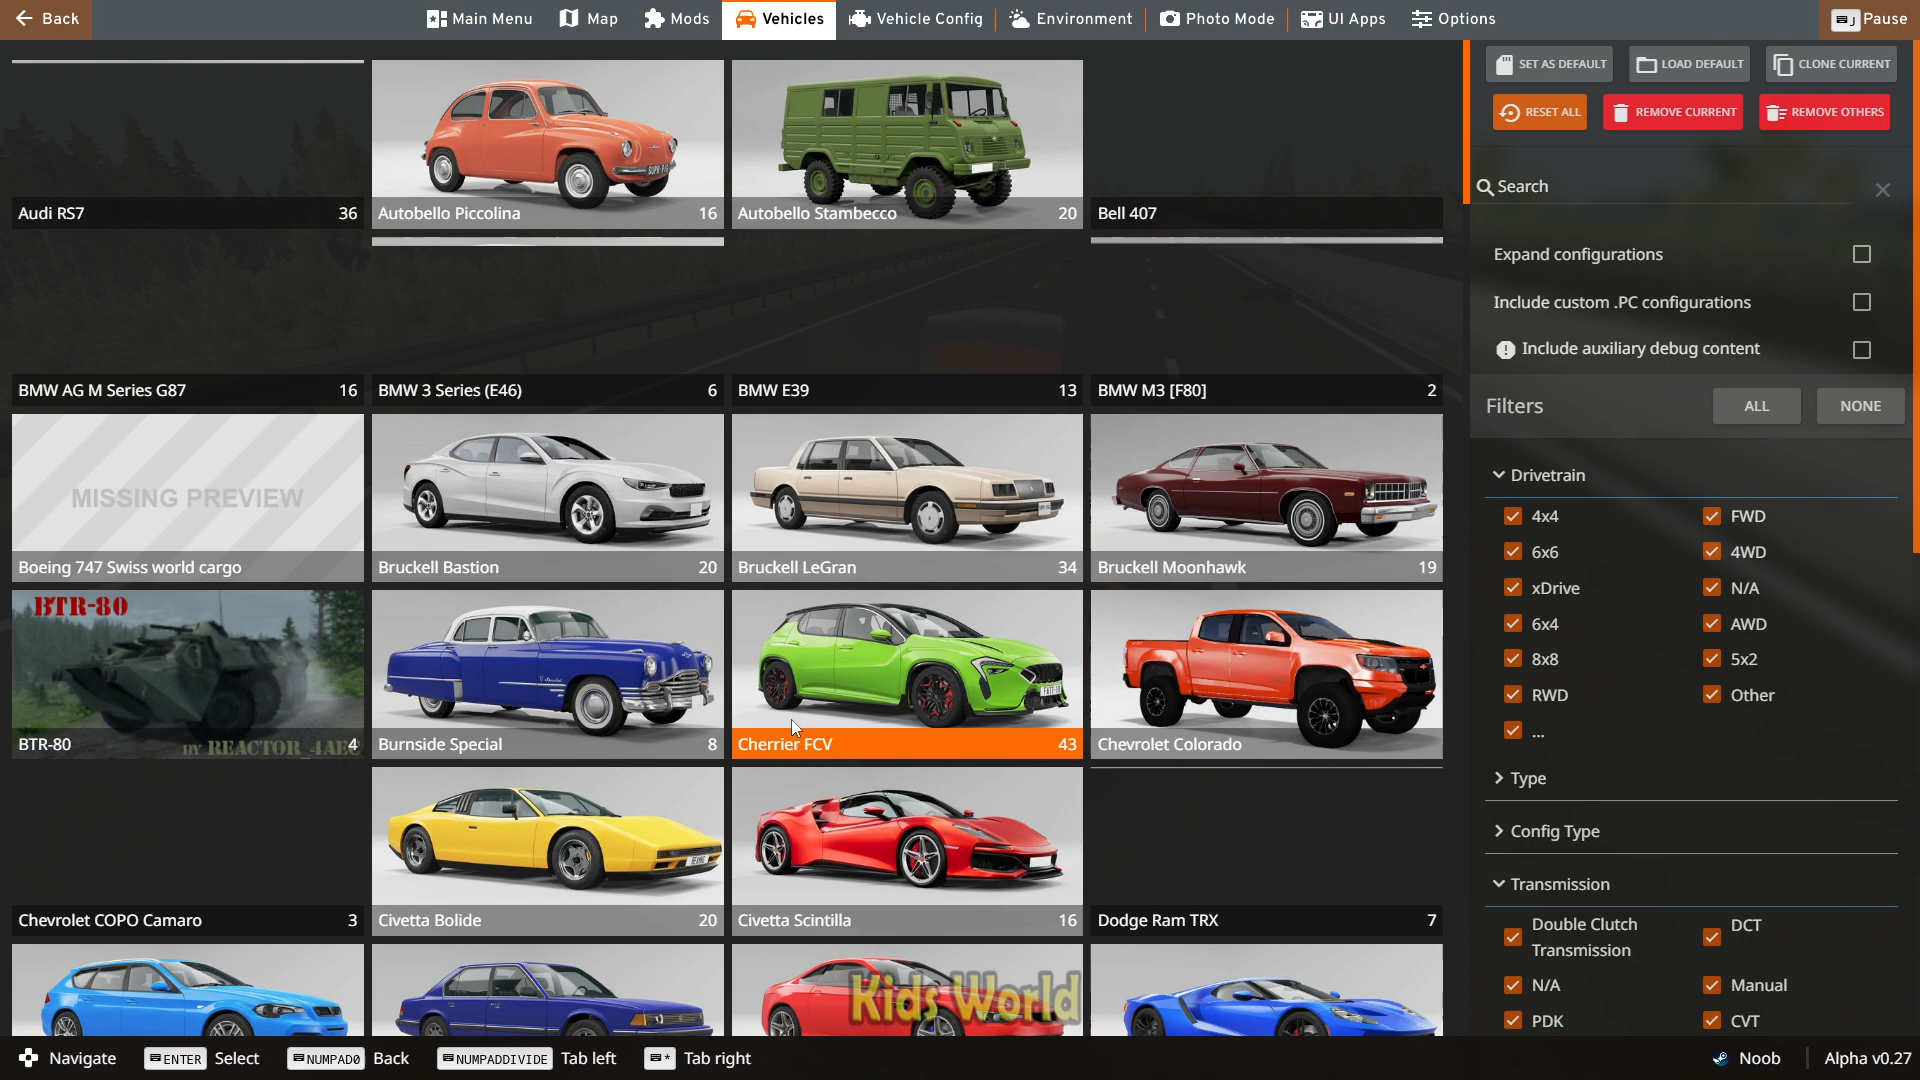 Back
Main Menu
Map
Mods
Vehicles
Vehicle Config
Environment
Photo Mode
UI Apps
Options
J Pause
Audi RS7 36
Autobello Piccolina 16
Autobello Stambecco 20
Bell 407
BMW AG M Series G87 16
BMW 3 Series (E46) 6
BMW E39 13
BMW M3 [F80] 2
MISSING PREVIEW
Boeing 747 Swiss world cargo
Bruckell Bastion 20
Bruckell LeGran 34
Bruckell Moonhawk 19
BTR-80
BTR-80 4
BY REACTOR_4AEC
Burnside Special 8
Cherrier FCV 43
Chevrolet Colorado
Chevrolet COPO Camaro 3
Civetta Bolide 20
Civetta Scintilla 16
Dodge Ram TRX 7
Kids World
SET AS DEFAULT
LOAD DEFAULT
CLONE CURRENT
RESET ALL
REMOVE CURRENT
REMOVE OTHERS
Search
Expand configurations
Include custom .PC configurations
Include auxiliary debug content
Filters
ALL
NONE
Drivetrain
4x4
FWD
6x6
4WD
xDrive
N/A
6x4
AWD
8x8
5x2
RWD
Other
...
Type
Config Type
Transmission
Double Clutch
Transmission
DCT
N/A
Manual
PDK
CVT
Navigate
ENTER Select
NUMPAD0 Back
NUMPADDIVIDE Tab left
* Tab right
Noob
Alpha v0.27